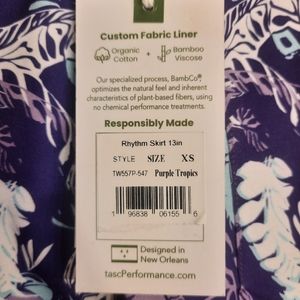 Custom Fabric Liner
Organic Cotton + Bamboo Viscose
Our specialized process, BambCo®,
optimizes the natural feel and inherent
characteristics of plant-based fibers, using
no chemical performance treatments.
Responsibly Made
Rhythm Skirt 13in
STYLE SIZE XS
TW557P-547 Purple Tropics
1 96838 06155 6
Designed in
New Orleans
tascPerformance.com